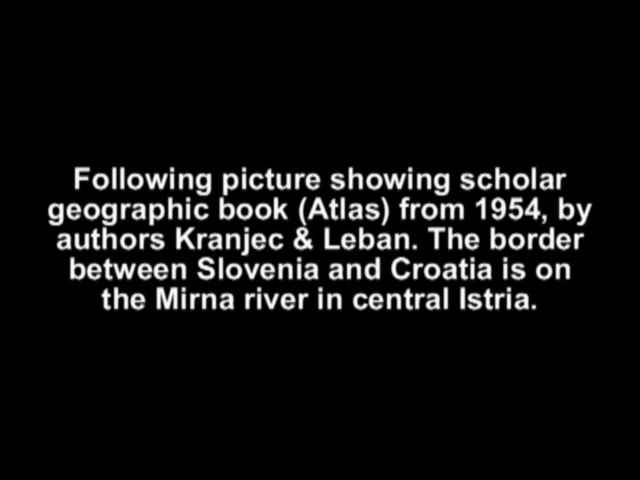 Following picture showing scholar
geographic book (Atlas) from 1954, by
authors Kranjec & Leban. The border
between Slovenia and Croatia is on
the Mirna river in central Istria.